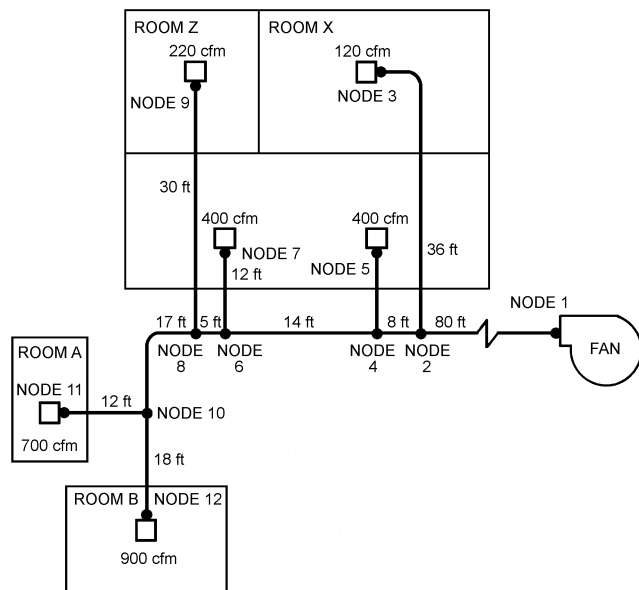 ROOM Z
ROOM X
220 cfm
120 cfm
NODE 9
NODE 3
30 ft
400 cfm
400 cfm
NODE 7
NODE 5
12 ft
36 ft
NODE 1
17 ft
5 ft
14 ft
8 ft
80 ft
FAN
NODE
8
NODE
6
NODE
4
NODE
2
ROOM A
NODE 11
12 ft
NODE 10
700 cfm
18 ft
ROOM B
NODE 12
900 cfm